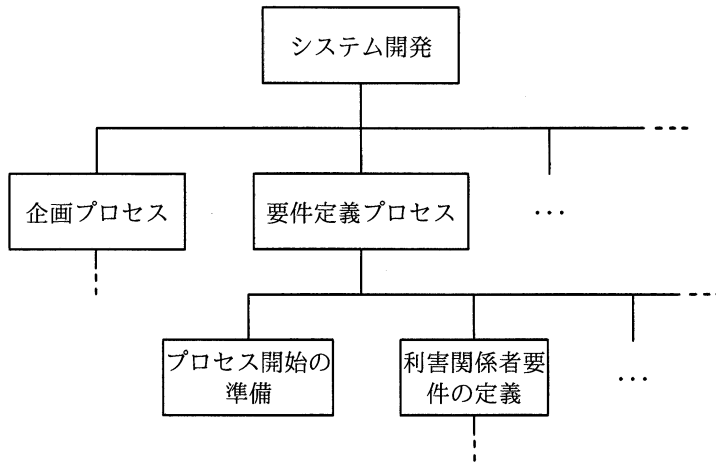 システム開発
企画プロセス
要件定義プロセス
…
プロセス開始の
準備
利害関係者要
件の定義
…